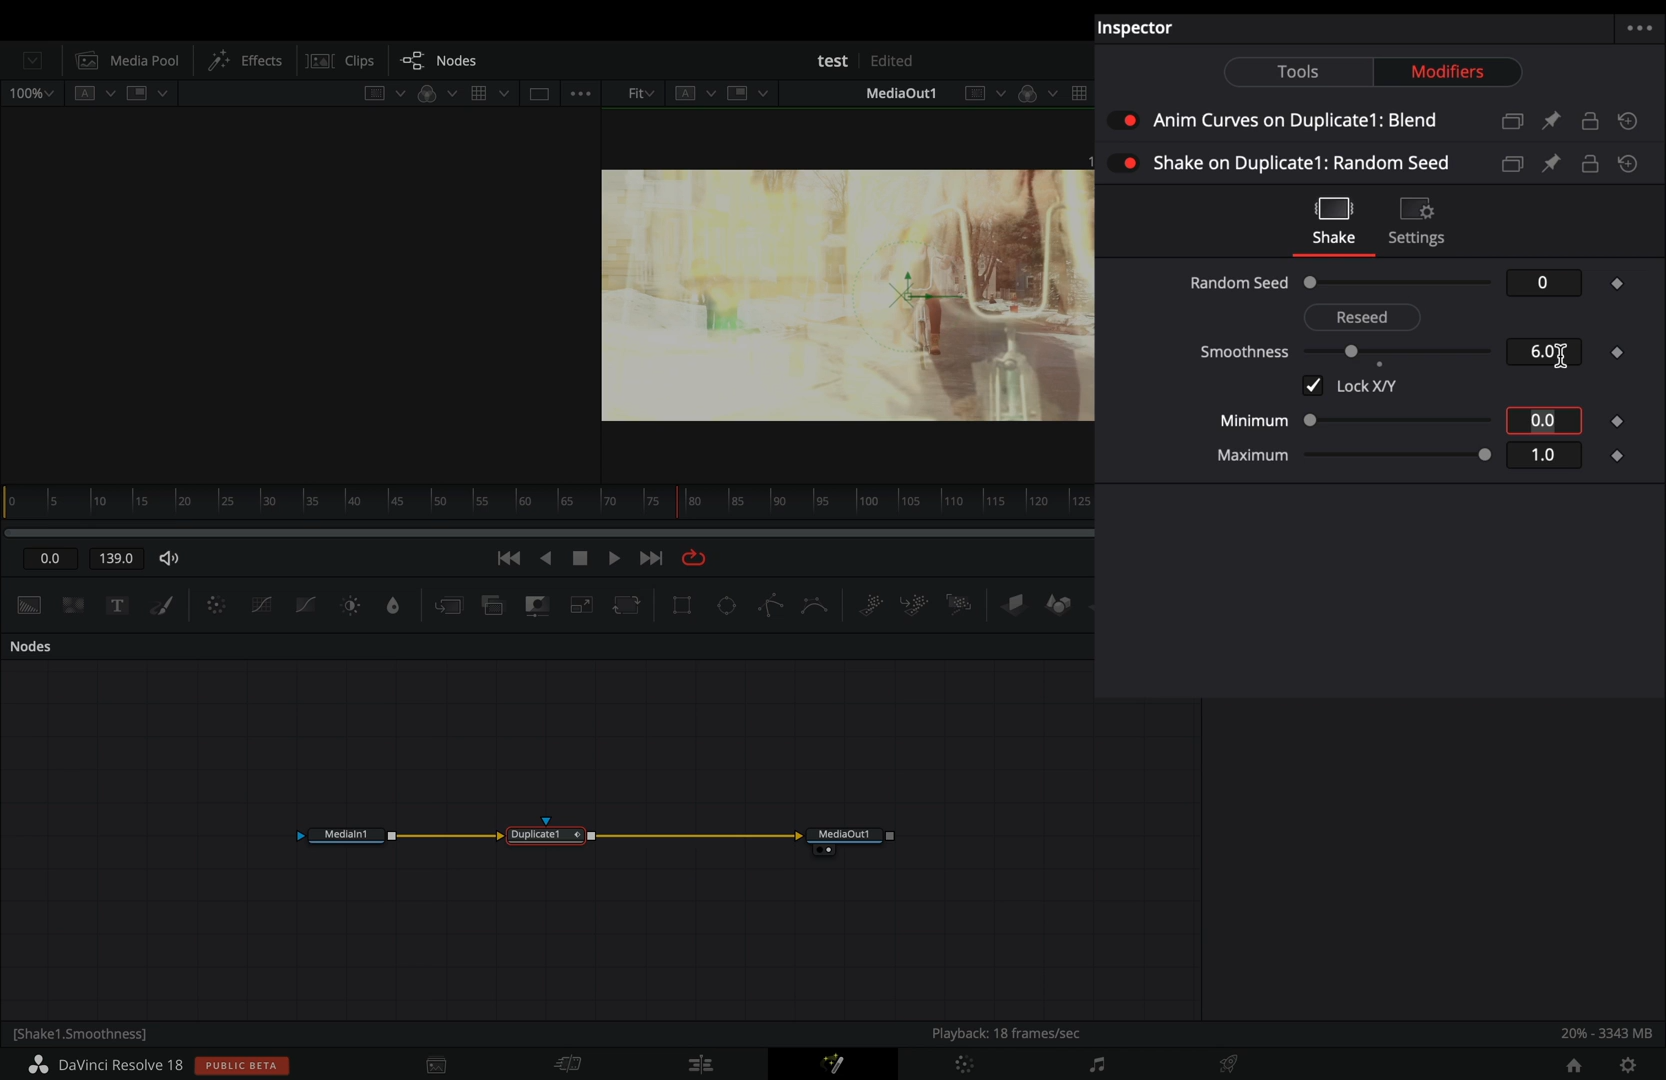 Inspector
Tools
Modifiers
Media Pool
Effects
Clips
Nodes
test
Edited
100%
A
Fit
A
MediaOut1
Anim Curves on Duplicate1: Blend
Shake on Duplicate1: Random Seed
1
Shake
Settings
Random Seed
0
Reseed
Smoothness
6.0
Lock X/Y
Minimum
0.0
Maximum
1.0
0 5 10 15 20 25 30 35 40 45 50 55 60 65 70 75 80 85 90 95 100 105 110 115 120 125
0.0
139.0
T
Nodes
MediaIn1
Duplicate1
MediaOut1
[Shake1.Smoothness]
Playback: 18 frames/sec
20% - 3343 MB
DaVinci Resolve 18
PUBLIC BETA